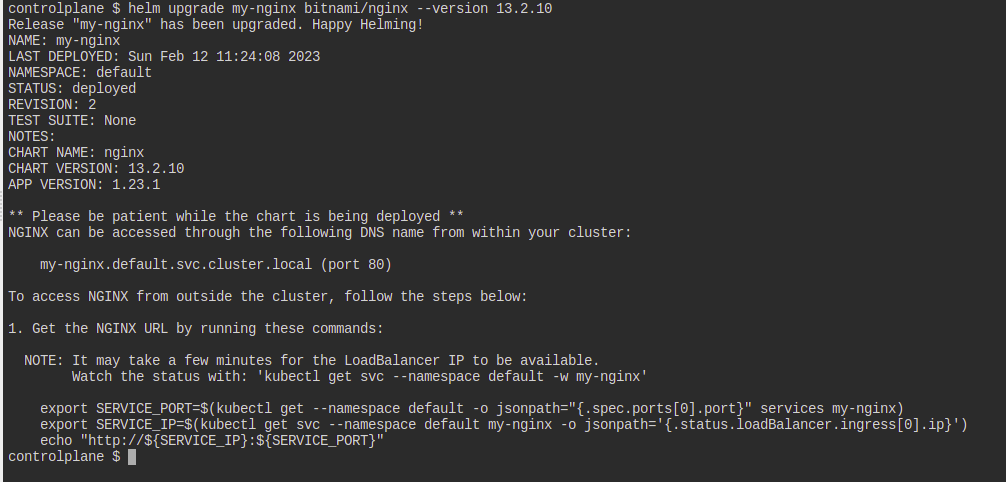 controlplane $ helm upgrade my-nginx bitnami/nginx --version 13.2.10
Release "my-nginx" has been upgraded. Happy Helming!
NAME: my-nginx
LAST DEPLOYED: Sun Feb 12 11:24:08 2023
NAMESPACE: default
STATUS: deployed
REVISION: 2
TEST SUITE: None
NOTES:
CHART NAME: nginx
CHART VERSION: 13.2.10
APP VERSION: 1.23.1

** Please be patient while the chart is being deployed **
NGINX can be accessed through the following DNS name from within your cluster:

    my-nginx.default.svc.cluster.local (port 80)

To access NGINX from outside the cluster, follow the steps below:

1. Get the NGINX URL by running these commands:

  NOTE: It may take a few minutes for the LoadBalancer IP to be available.
        Watch the status with: 'kubectl get svc --namespace default -w my-nginx'

    export SERVICE_PORT=$(kubectl get --namespace default -o jsonpath="{.spec.ports[0].port}" services my-nginx)
    export SERVICE_IP=$(kubectl get svc --namespace default my-nginx -o jsonpath='{.status.loadBalancer.ingress[0].ip}')
    echo "http://${SERVICE_IP}:${SERVICE_PORT}"
controlplane $